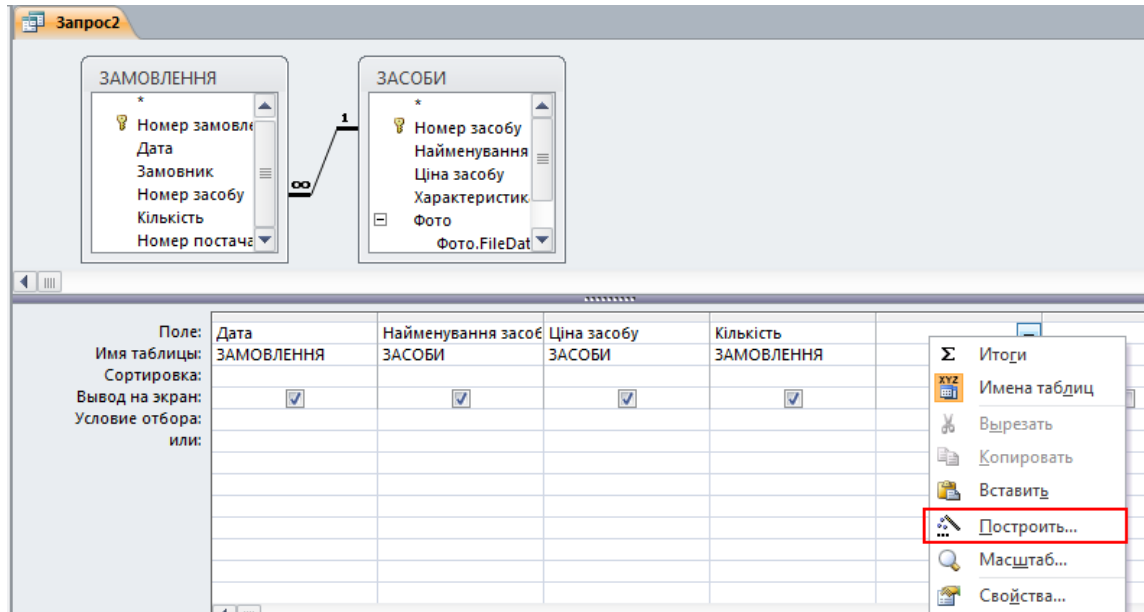 Запрос2
ЗАМОВЛЕННЯ
*
Номер замовле
Дата
Замовник
Номер засобу
Кількість
Номер постача
∞
1
ЗАСОБИ
*
Номер засобу
Найменування
Ціна засобу
Характеристик
Фото
Фото.FileDat
Поле: Дата Найменування засоб Ціна засобу Кількість
Имя таблицы: ЗАМОВЛЕННЯ ЗАСОБИ ЗАСОБИ ЗАМОВЛЕННЯ
Сортировка:
Вывод на экран:
Условие отбора:
или:
Σ Итоги
XYZ Имена таблиц
Вырезать
Копировать
Вставить
Построить...
Масштаб...
Свойства...